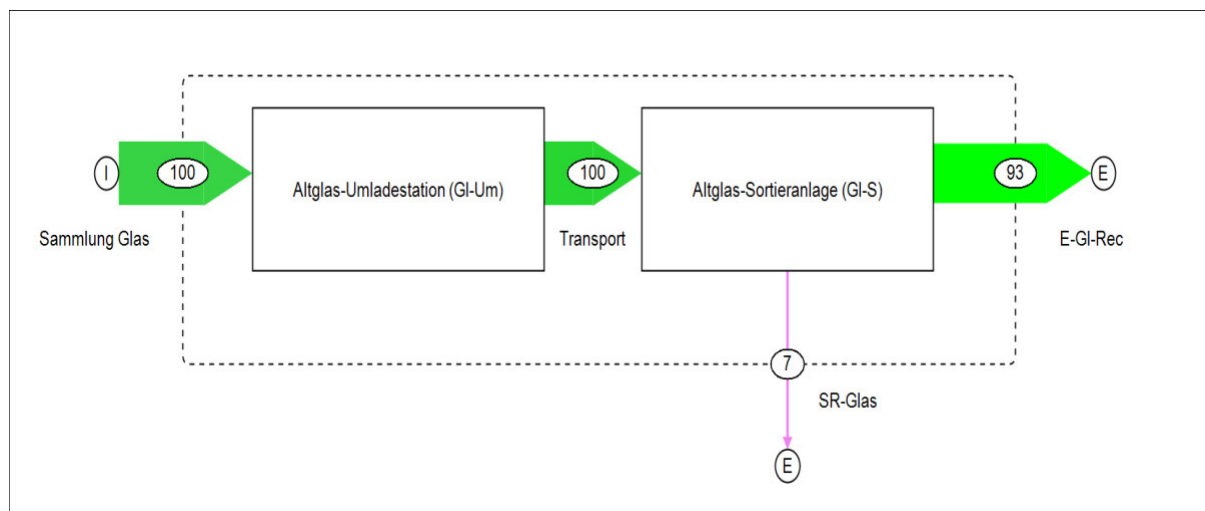 I
100
Altglas-Umladestation (Gl-Um)
100
Altglas-Sortieranlage (Gl-S)
93
E
Sammlung Glas
Transport
E-Gl-Rec
7
SR-Glas
E